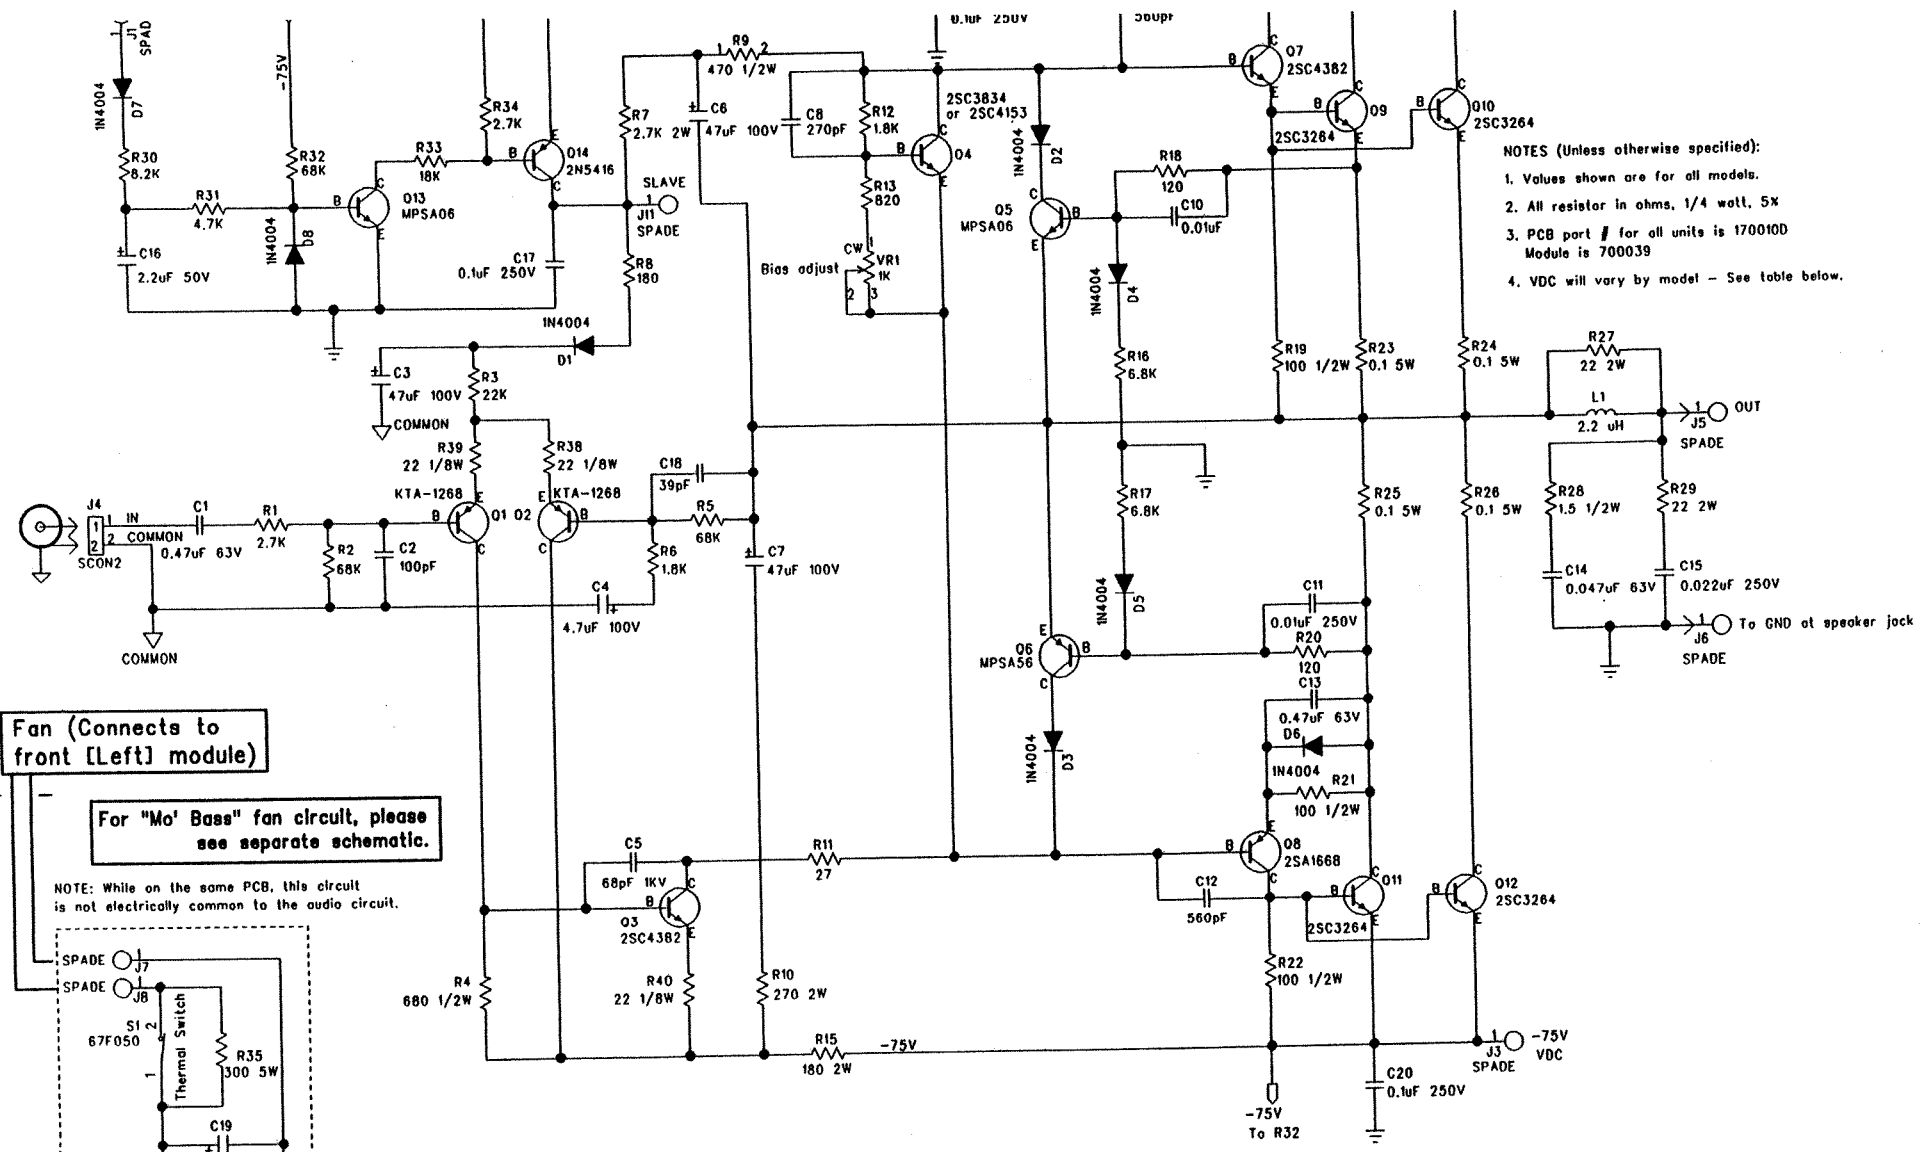 J1
SPAD
1N4004
D7
R30
8.2K
R31
4.7K
C16
2.2uF 50V
-75V
R32
68K
1N4004
D8
B
C
E
Q13
MPSA06
R33
18K
R34
2.7K
B
E
C
Q14
2N5416
C17
0.1uF 250V
SLAVE
J11
SPADE
R7
2.7K 2W
R8
180
1N4004
D1
C6
47uF 100V
1 R9 2
470 1/2W
C8
270pF
R12
1.8K
R13
820
Bias adjust
CW
VR1
1K
1
2
3
0.1uF 250V
2SC3834
or 2SC4153
B
C
E
Q4
560pF
1N4004
D2
Q5
MPSA06
C
B
E
R18
120
C10
0.01uF
1N4004
D4
R16
6.8K
B
C
E
Q7
2SC4382
B
C
E
Q9
2SC3264
B
C
E
Q10
2SC3264
NOTES (Unless otherwise specified):
1. Values shown are for all models.
2. All resistor in ohms, 1/4 watt, 5%
3. PCB part # for all units is 170010D
Module is 700039
4. VDC will vary by model - See table below.
R19
100 1/2W
R23
0.1 5W
R24
0.1 5W
R27
22 2W
L1
2.2 uH
1
J5
OUT
SPADE
C3
47uF 100V
COMMON
R3
22K
R39
22 1/8W
R38
22 1/8W
KTA-1268
KTA-1268
Q1
Q2
B
E
C
E
B
C
J4
1
2
SCON2
1
2
IN
COMMON
C1
0.47uF 63V
R1
2.7K
R2
68K
C2
100pF
COMMON
C4
4.7uF 100V
C18
39pF
R5
68K
R6
1.8K
C7
47uF 100V
R17
6.8K
1N4004
D5
R25
0.1 5W
R26
0.1 5W
R28
1.5 1/2W
R29
22 2W
C14
0.047uF 63V
C15
0.022uF 250V
1
J6
To GND at speaker jack
SPADE
C11
0.01uF 250V
R20
120
E
Q6
MPSA56
B
C
1N4004
D3
C13
0.47uF 63V
D6
1N4004
R21
100 1/2W
B
E
C
Q8
2SA1668
C12
560pF
B
C
E
Q11
2SC3264
B
C
E
Q12
2SC3264
R22
100 1/2W
Fan (Connects to
front [Left] module)
For "Mo' Bass" fan circuit, please
see separate schematic.
NOTE: While on the same PCB, this circuit
is not electrically common to the audio circuit.
SPADE
1
J7
SPADE
1
J8
S1
67F050
2
1
Thermal Switch
R35
300 5W
C19
C5
68pF 1KV
Q3
2SC4382
B
C
E
R11
27
R4
680 1/2W
R40
22 1/8W
R10
270 2W
R15
180 2W
-75V
1
J3
SPADE
-75V
VDC
C20
0.1uF 250V
-75V
To R32